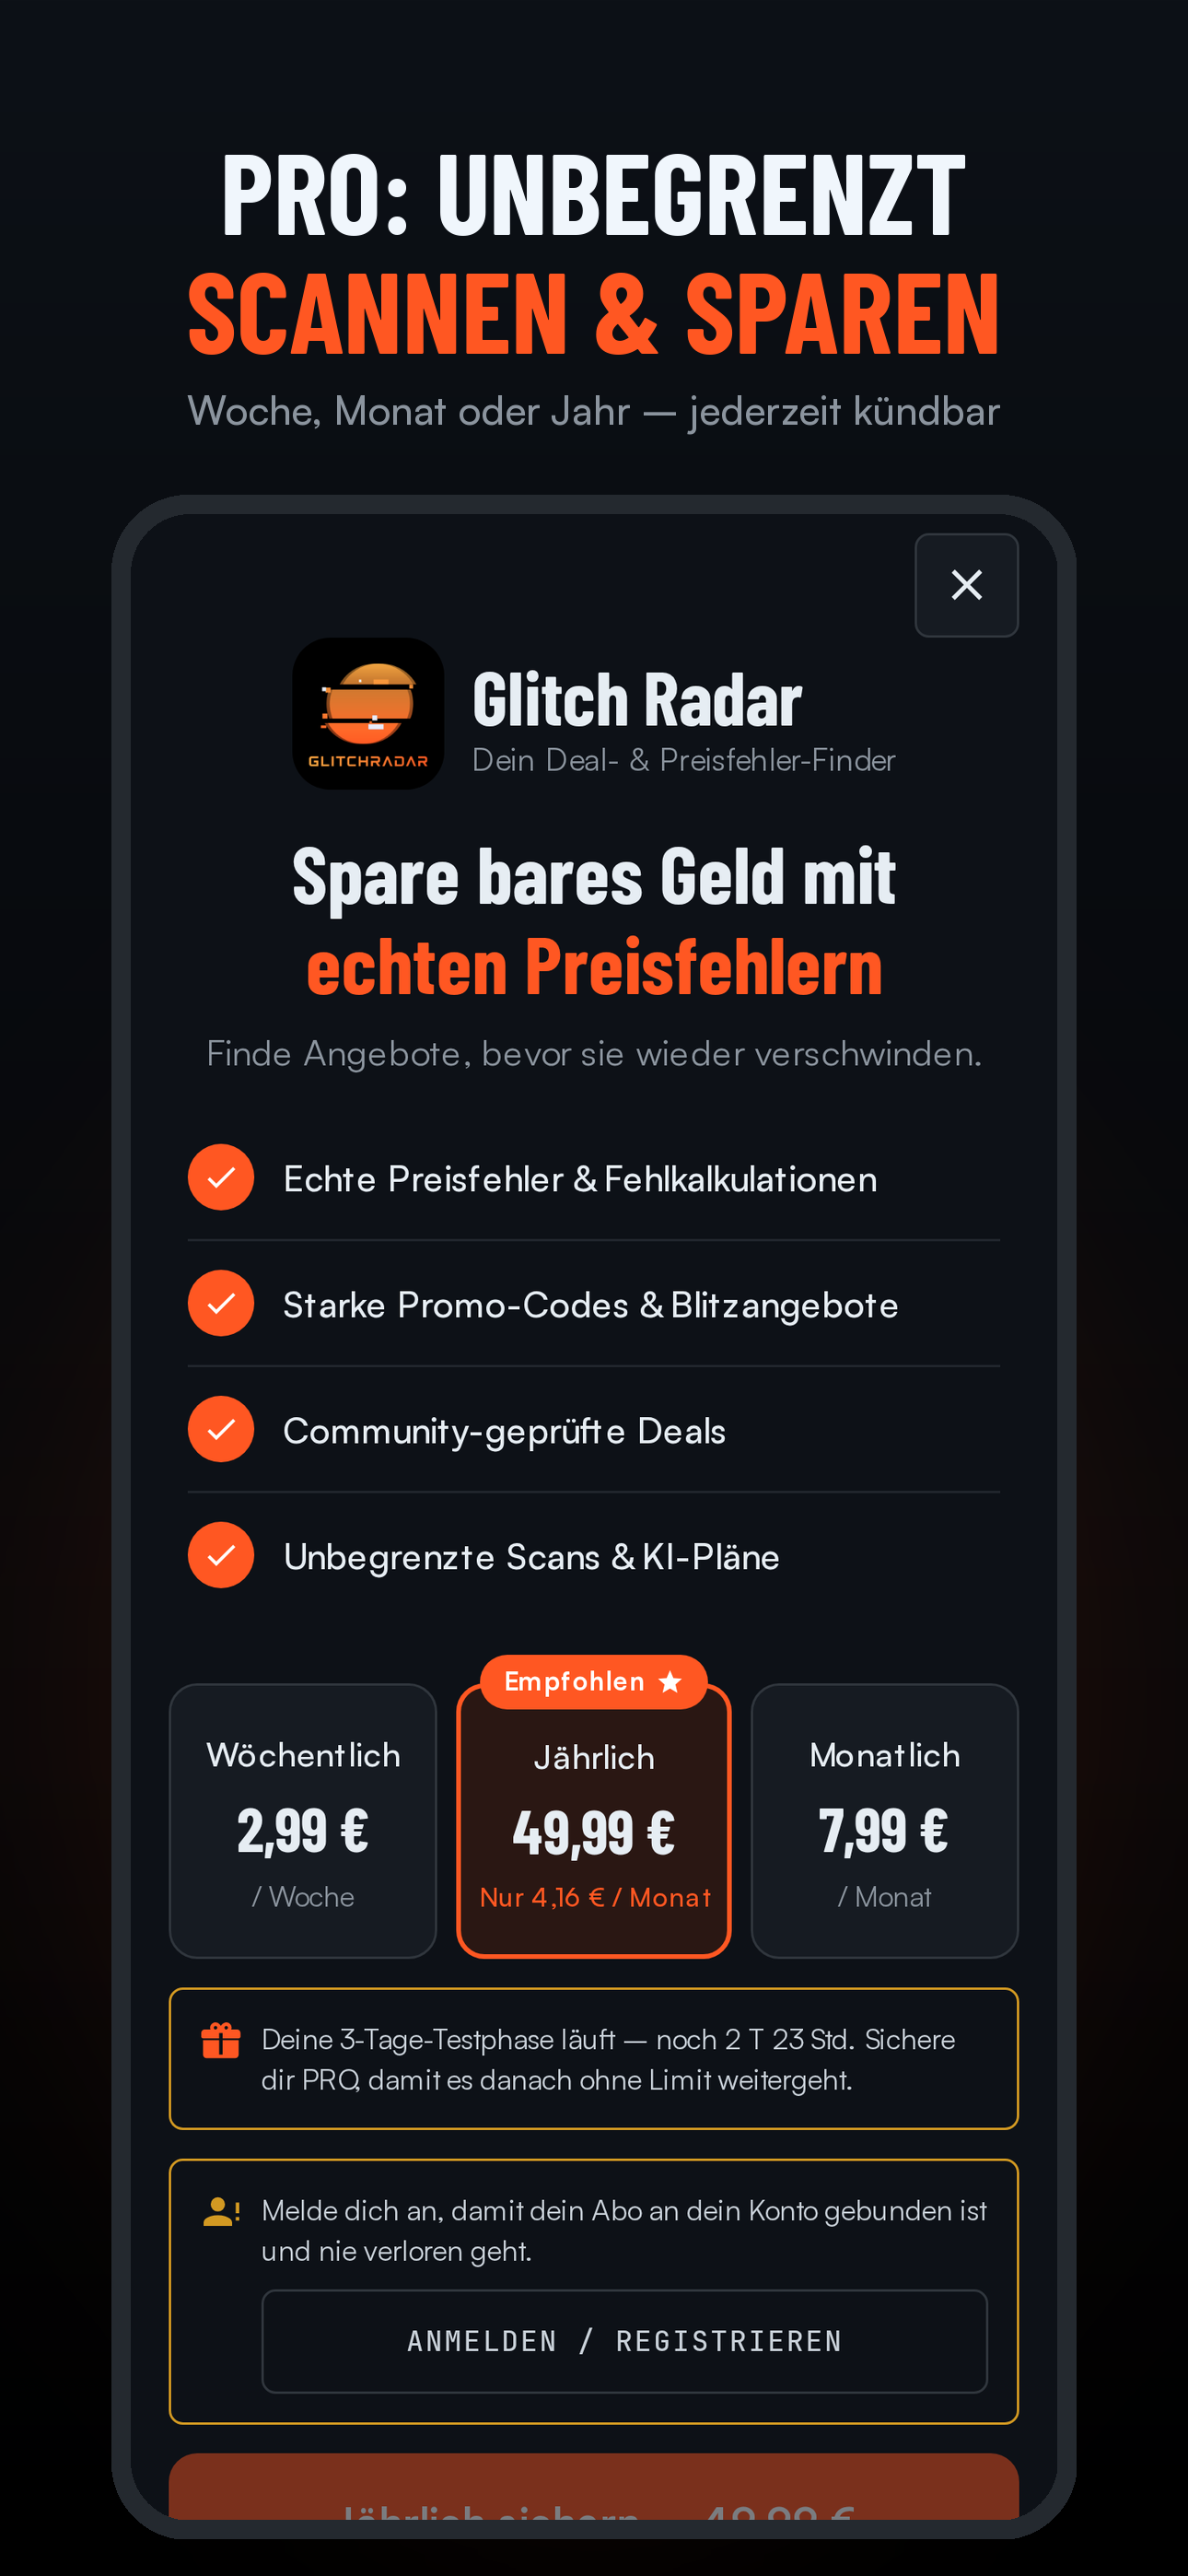 PRO: UNBEGRENZT
SCANNEN & SPAREN
Woche, Monat oder Jahr — jederzeit kündbar
GLITCHRADAR
Glitch Radar
Dein Deal- & Preisfehler-Finder
Spare bares Geld mit
echten Preisfehlern
Finde Angebote, bevor sie wieder verschwinden.
Echte Preisfehler & Fehlkalkulationen
Starke Promo-Codes & Blitzangebote
Community-geprüfte Deals
Unbegrenzte Scans & KI-Pläne
Wöchentlich
2,99 €
/ Woche
Empfohlen
Jährlich
49,99 €
Nur 4,16 € / Monat
Monatlich
7,99 €
/ Monat
Deine 3-Tage-Testphase läuft — noch 2 T 23 Std. Sichere
dir PRO, damit es danach ohne Limit weitergeht.
Melde dich an, damit dein Abo an dein Konto gebunden ist
und nie verloren geht.
ANMELDEN / REGISTRIEREN
Jährlich sichern — 49,99 €